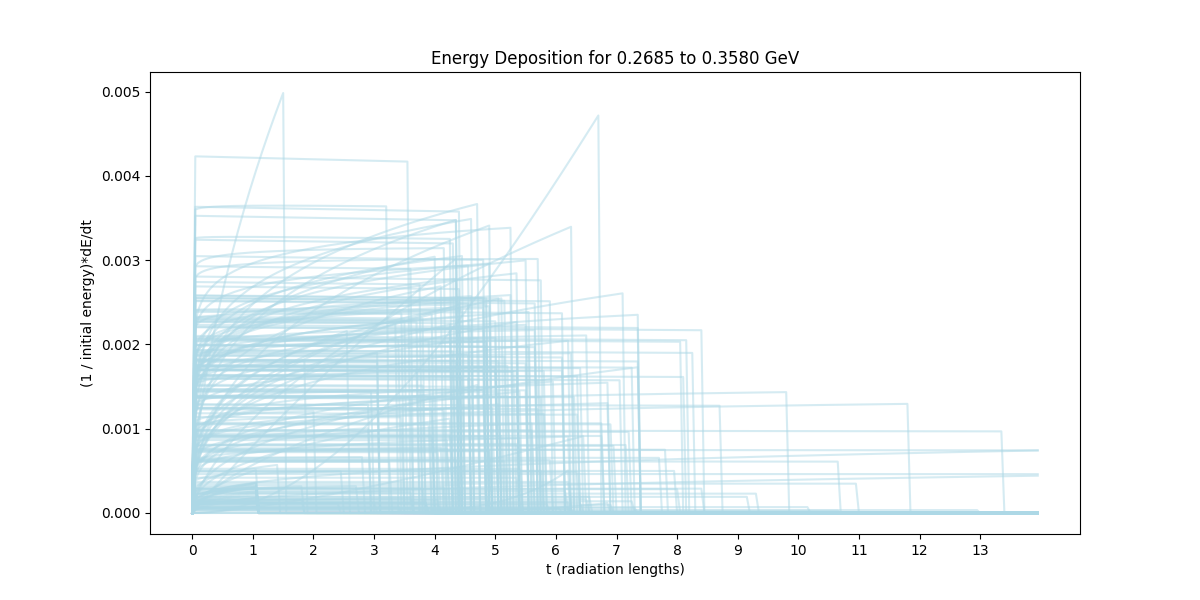 Energy Deposition for 0.2685 to 0.3580 GeV
(1 / initial energy)*dE/dt
0.005
0.004
0.003
0.002
0.001
0.000
0 1 2 3 4 5 6 7 8 9 10 11 12 13
t (radiation lengths)